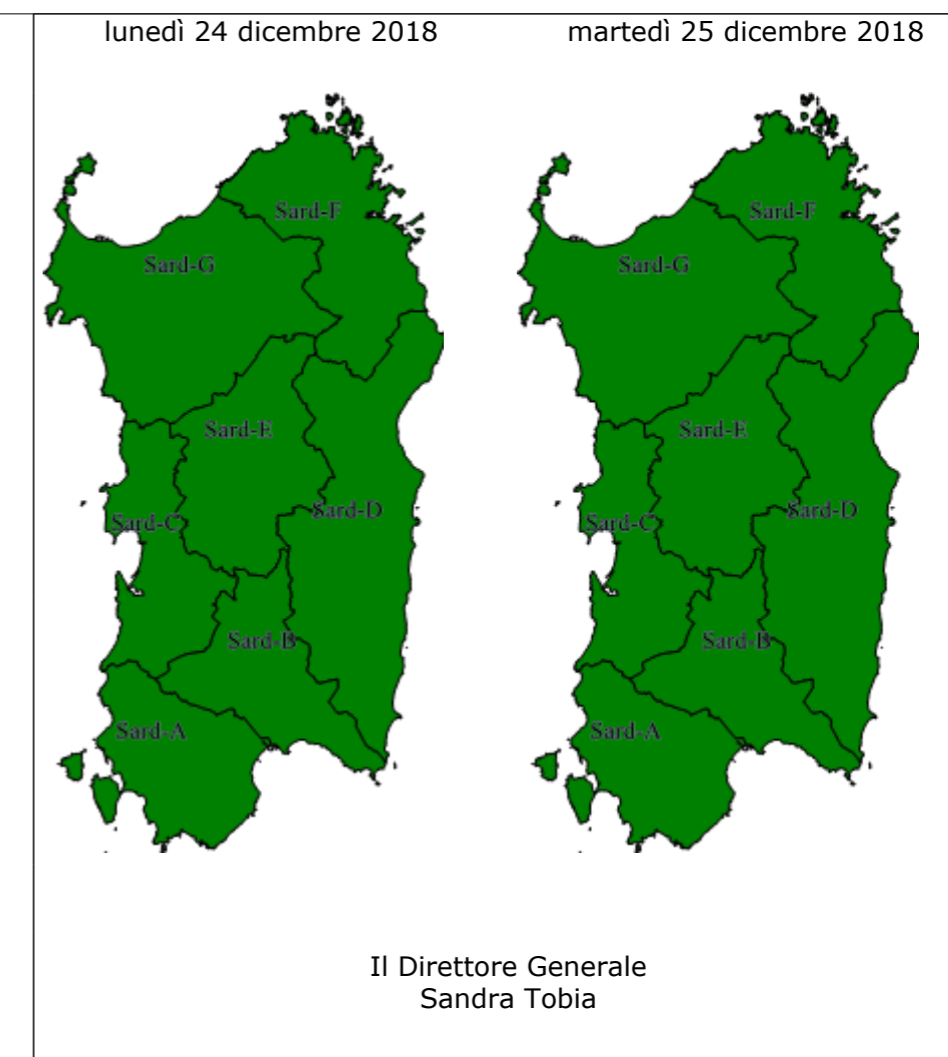 lunedì 24 dicembre 2018
martedì 25 dicembre 2018
Sard-F
Sard-G
Sard-E
Sard-D
Sard-C
Sard-B
Sard-A
Sard-F
Sard-G
Sard-E
Sard-D
Sard-C
Sard-B
Sard-A
Il Direttore Generale
Sandra Tobia